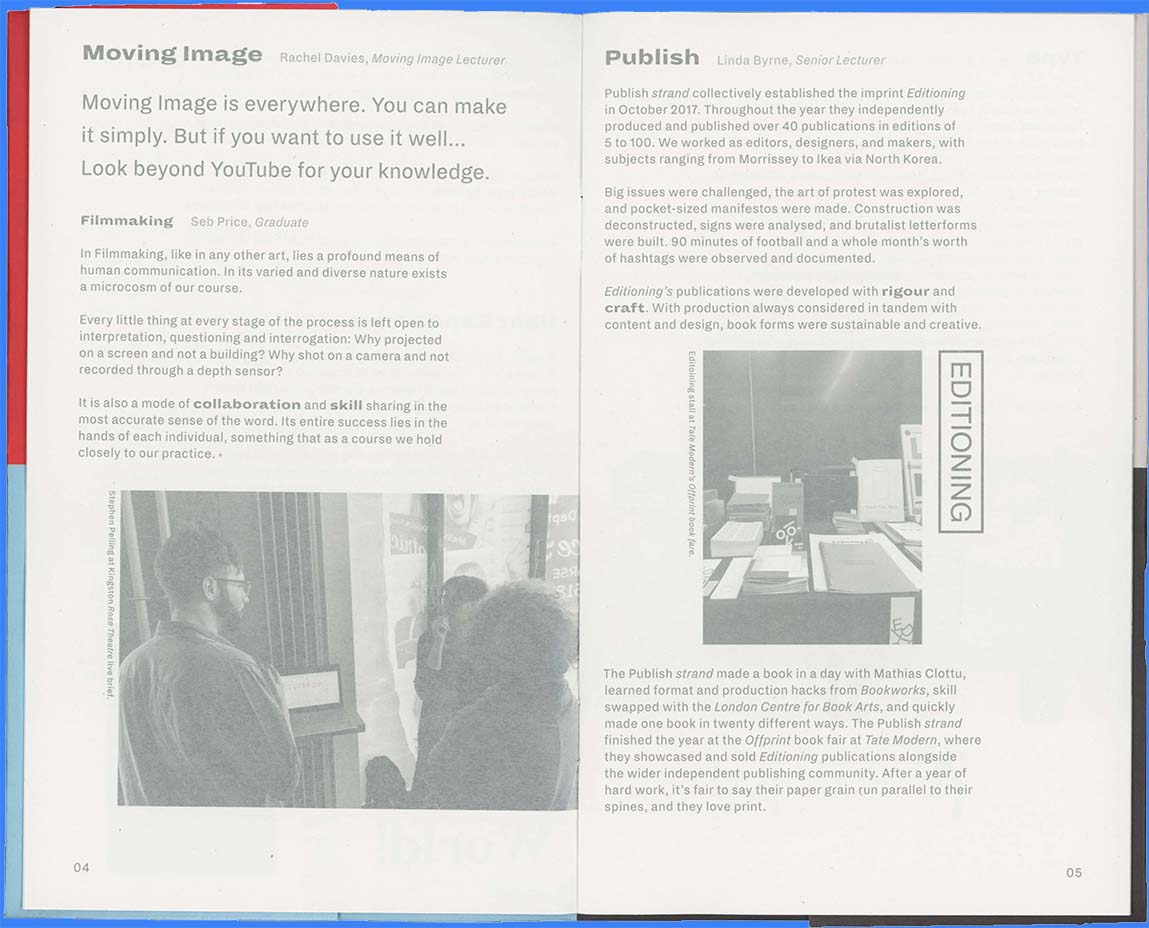 Moving Image Rachel Davies, Moving Image Lecturer
Moving Image is everywhere. You can make
it simply. But if you want to use it well...
Look beyond YouTube for your knowledge.
Filmmaking Seb Price, Graduate
In Filmmaking, like in any other art, lies a profound means of
human communication. In its varied and diverse nature exists
a microcosm of our course.
Every little thing at every stage of the process is left open to
interpretation, questioning and interrogation: Why projected
on a screen and not a building? Why shot on a camera and not
recorded through a depth sensor?
It is also a mode of collaboration and skill sharing in the
most accurate sense of the word. Its entire success lies in the
hands of each individual, something that as a course we hold
closely to our practice.
Stephen Pelling at Kingston Rose Theatre live brief.
04
Publish Linda Byrne, Senior Lecturer
Publish strand collectively established the imprint Editioning
in October 2017. Throughout the year they independently
produced and published over 40 publications in editions of
5 to 100. We worked as editors, designers, and makers, with
subjects ranging from Morrissey to Ikea via North Korea.
Big issues were challenged, the art of protest was explored,
and pocket-sized manifestos were made. Construction was
deconstructed, signs were analysed, and brutalist letterforms
were built. 90 minutes of football and a whole month's worth
of hashtags were observed and documented.
Editioning's publications were developed with rigour and
craft. With production always considered in tandem with
content and design, book forms were sustainable and creative.
Editoining stall at Tate Modern's Offprint book fare.
EDITIONING
The Publish strand made a book in a day with Mathias Clottu,
learned format and production hacks from Bookworks, skill
swapped with the London Centre for Book Arts, and quickly
made one book in twenty different ways. The Publish strand
finished the year at the Offprint book fair at Tate Modern, where
they showcased and sold Editioning publications alongside
the wider independent publishing community. After a year of
hard work, it's fair to say their paper grain run parallel to their
spines, and they love print.
05